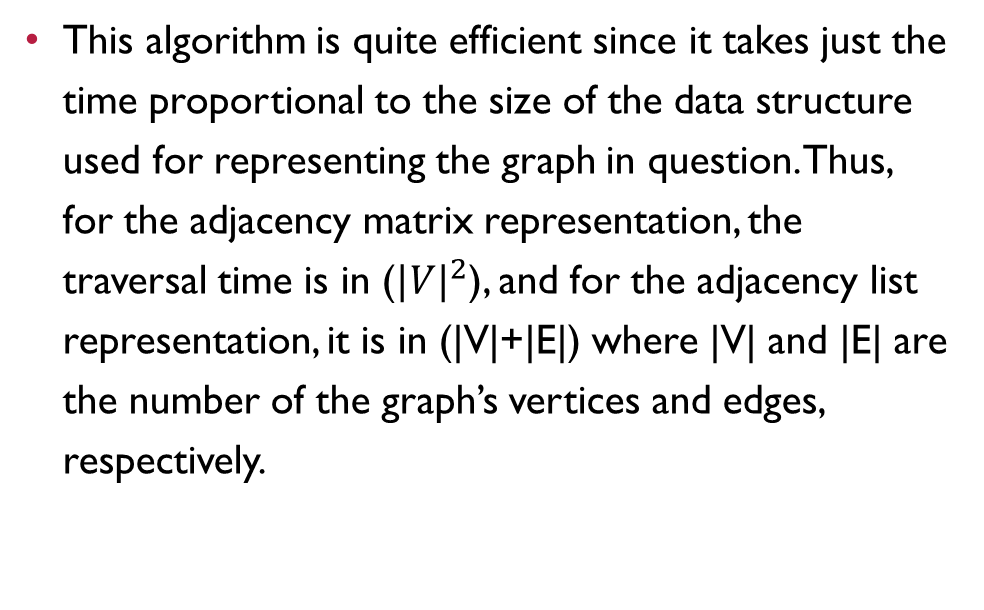 • This algorithm is quite efficient since it takes just the
time proportional to the size of the data structure
used for representing the graph in question. Thus,
for the adjacency matrix representation, the
traversal time is in (|𝑉|²), and for the adjacency list
representation, it is in (|V|+|E|) where |V| and |E| are
the number of the graph’s vertices and edges,
respectively.